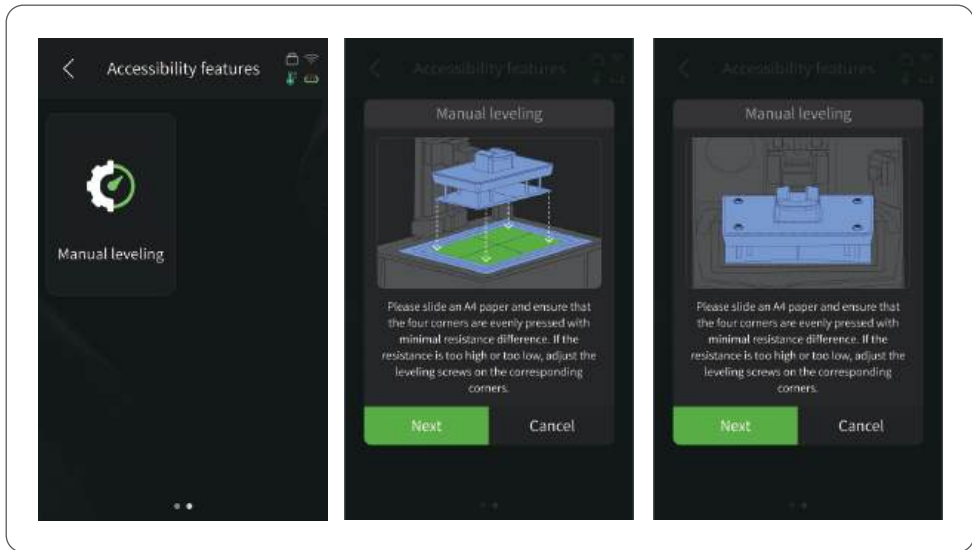 Accessibility features
Manual leveling
Accessibility features
Manual leveling
Please slide an A4 paper and ensure that
the four corners are evenly pressed with
minimal resistance difference. If the
resistance is too high or too low, adjust the
leveling screws on the corresponding
corners.
Next Cancel
Accessibility features
Manual leveling
Please slide an A4 paper and ensure that
the four corners are evenly pressed with
minimal resistance difference. If the
resistance is too high or too low, adjust the
leveling screws on the corresponding
corners.
Next Cancel